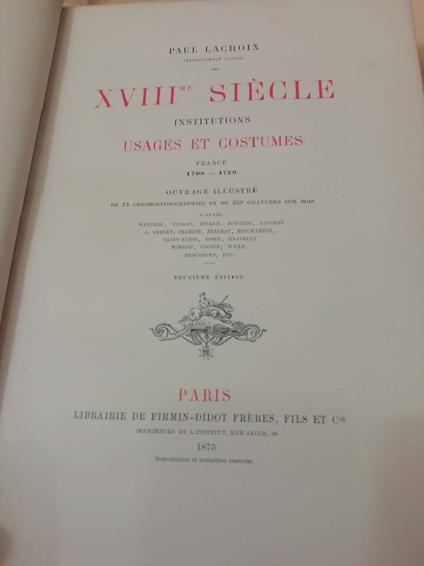 PAUL LACROIX
(BIBLIOPHILE JACOB)
XVIIIME SIÈCLE
INSTITUTIONS
USAGES ET COSTUMES
FRANCE
1700 — 1789
OUVRAGE ILLUSTRÉ
DE 21 CHROMOLITHOGRAPHIES ET DE 350 GRAVURES SUR BOIS
D'APRÈS
WATTEAU, VANLOO, RIGAUD, BOUCHER, LANCRET
J. VERNET, CHARDIN, JEAURAT, BOUCHARDON,
SAINT-AUBIN, EISEN, GRAVELOT
MOREAU, COCHIN, WILLE,
DEBUCOURT, ETC.
DEUXIÈME ÉDITION
PARIS
LIBRAIRIE DE FIRMIN-DIDOT FRÈRES, FILS ET CIE
IMPRIMEURS DE L'INSTITUT, RUE JACOB, 56
1875
Reproduction et traduction réservées